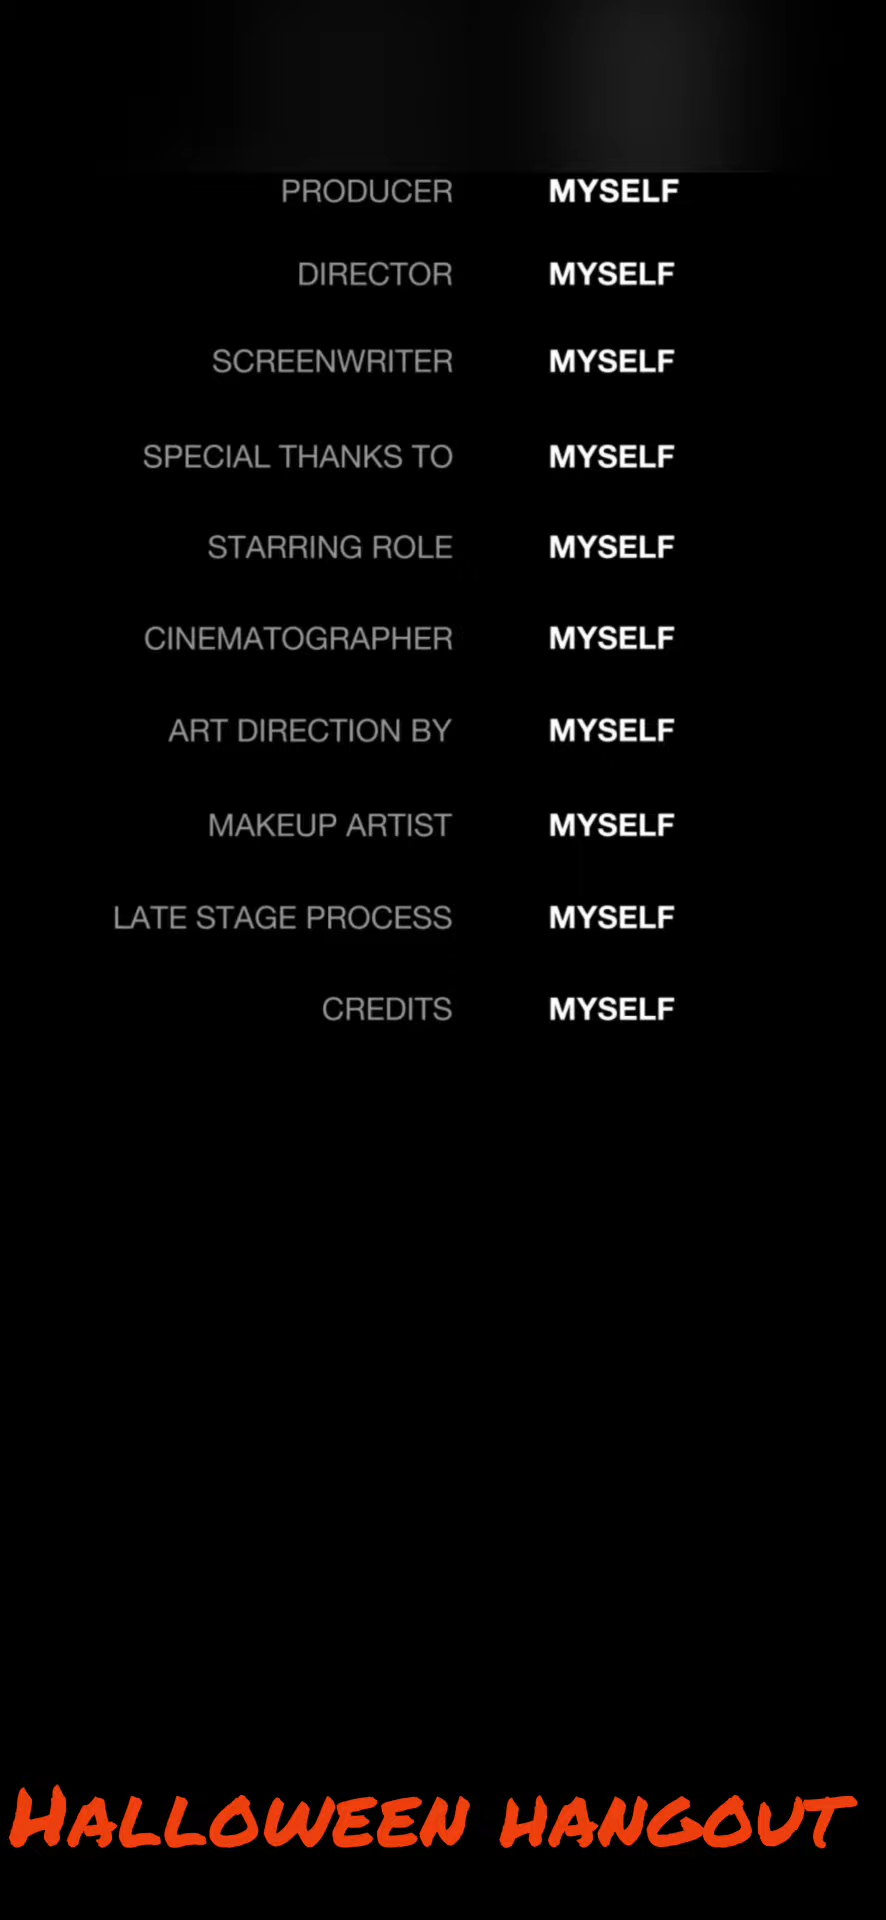 PRODUCER MYSELF
DIRECTOR MYSELF
SCREENWRITER MYSELF
SPECIAL THANKS TO MYSELF
STARRING ROLE MYSELF
CINEMATOGRAPHER MYSELF
ART DIRECTION BY MYSELF
MAKEUP ARTIST MYSELF
LATE STAGE PROCESS MYSELF
CREDITS MYSELF
HALLOWEEN HANGOUT